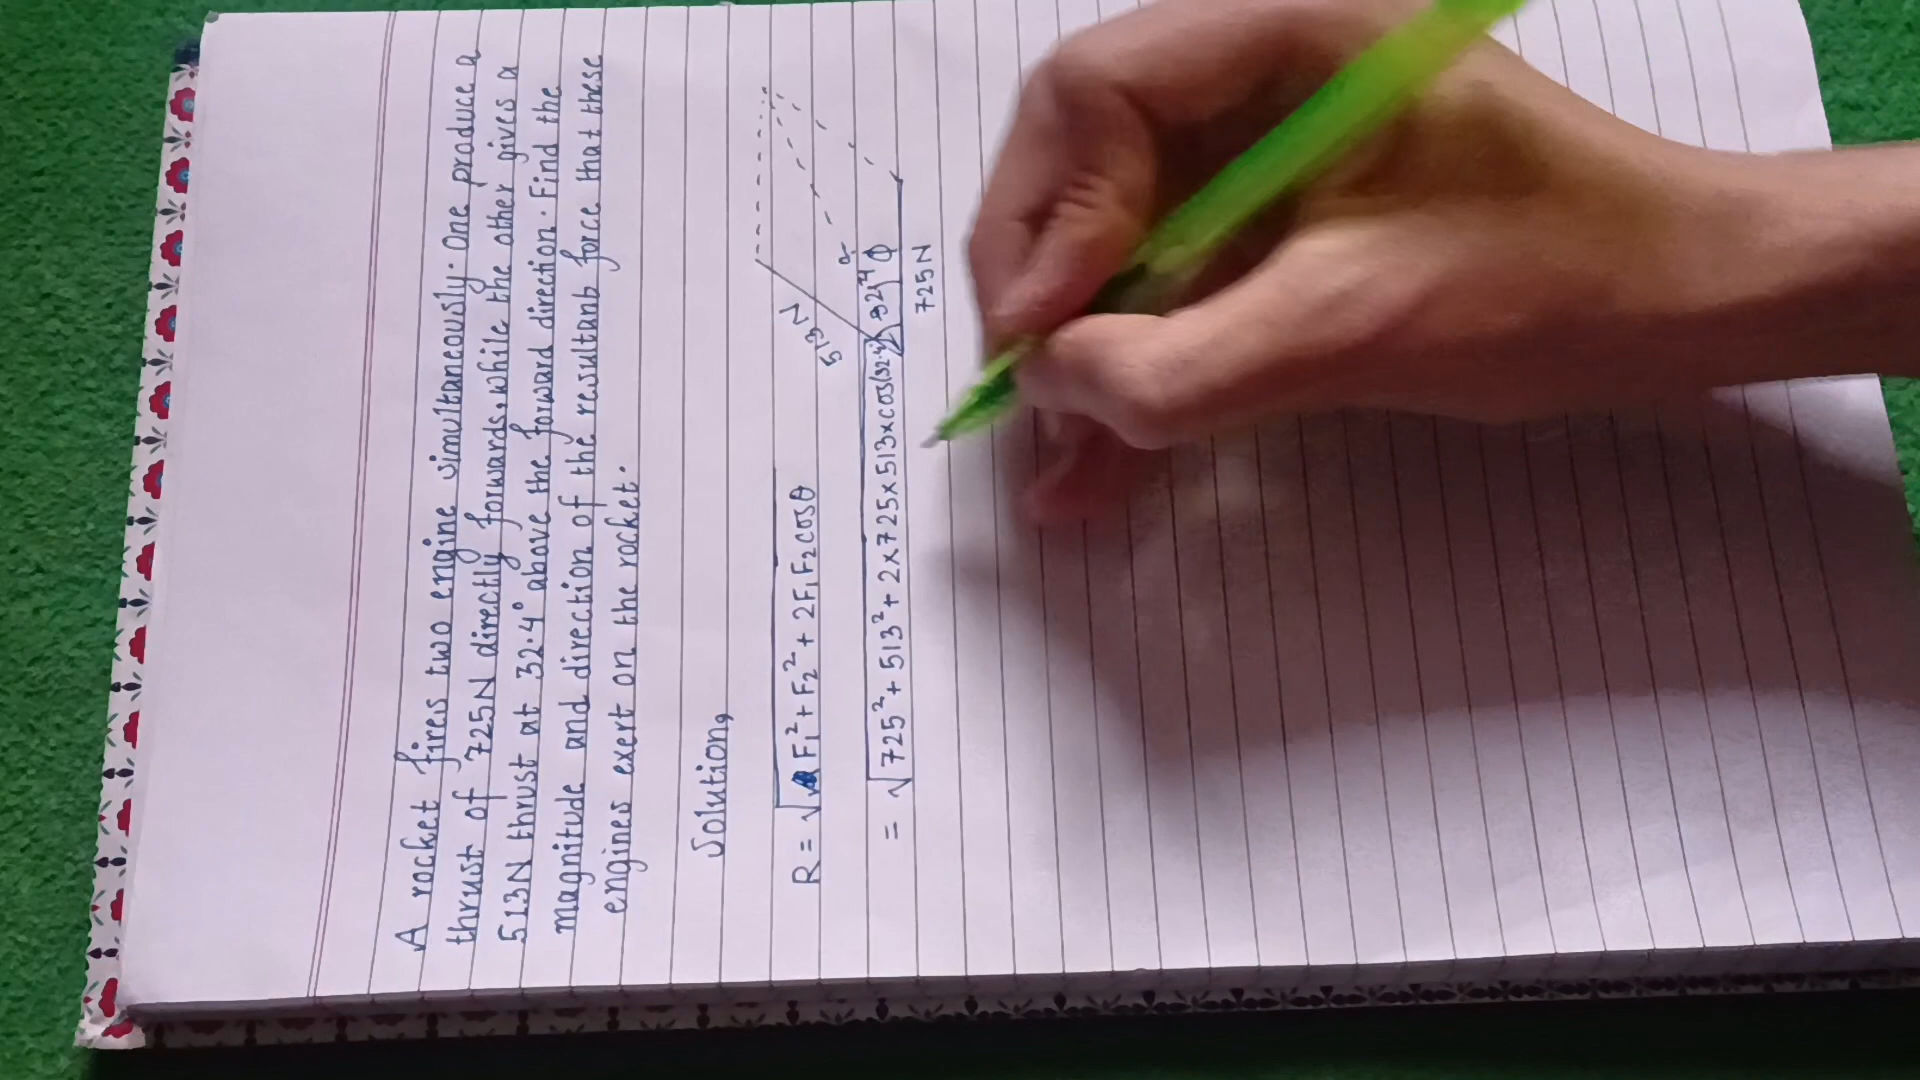 A rocket fires two engine simultaneously. One produce a
thrust of 725N directly forwards, while the other gives a
513N thrust at 32.4° above the forward direction. Find the
magnitude and direction of the resultant force that these
engines exert on the rocket.
Solution,
R = √F₁² + F₂² + 2F₁F₂cosθ
= √725² + 513² + 2×725×513×cos(32.4)
513N
32.4
φ
725N